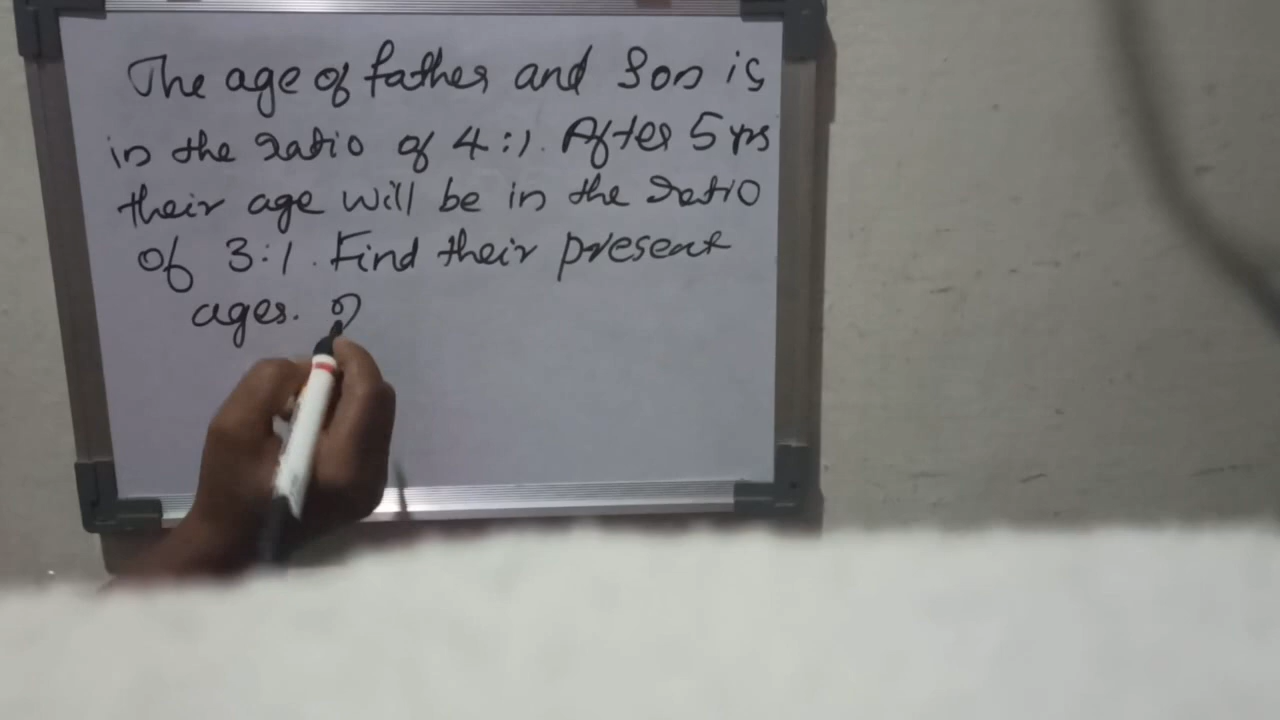 The age of father and Son is
in the ratio of 4:1. After 5 yrs
their age will be in the ratio
of 3:1. Find their present
ages. ?